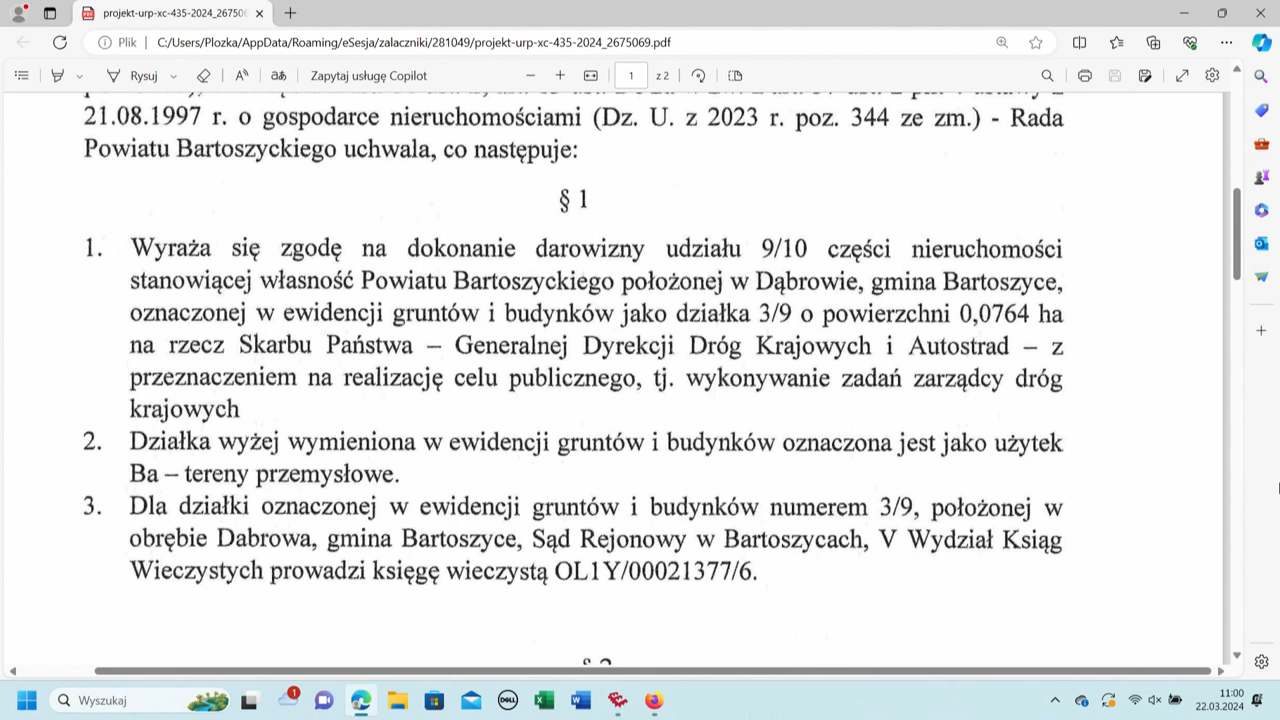 projekt-urp-xc-435-2024_26750
Plik
C:/Users/Plozka/AppData/Roaming/eSesja/zalaczniki/281049/projekt-urp-xc-435-2024_2675069.pdf
Rysuj
Zapytaj usługę Copilot
1
z 2
21.08.1997 r. o gospodarce nieruchomościami (Dz. U. z 2023 r. poz. 344 ze zm.) - Rada
Powiatu Bartoszyckiego uchwala, co następuje:
§ 1
1. Wyraża się zgodę na dokonanie darowizny udziału 9/10 części nieruchomości
stanowiącej własność Powiatu Bartoszyckiego położonej w Dąbrowie, gmina Bartoszyce,
oznaczonej w ewidencji gruntów i budynków jako działka 3/9 o powierzchni 0,0764 ha
na rzecz Skarbu Państwa – Generalnej Dyrekcji Dróg Krajowych i Autostrad – z
przeznaczeniem na realizację celu publicznego, tj. wykonywanie zadań zarządcy dróg
krajowych
2. Działka wyżej wymieniona w ewidencji gruntów i budynków oznaczona jest jako użytek
Ba – tereny przemysłowe.
3. Dla działki oznaczonej w ewidencji gruntów i budynków numerem 3/9, położonej w
obrębie Dabrowa, gmina Bartoszyce, Sąd Rejonowy w Bartoszycach, V Wydział Ksiąg
Wieczystych prowadzi księgę wieczystą OL1Y/00021377/6.
Wyszukaj
1
DELL
11:00
22.03.2024